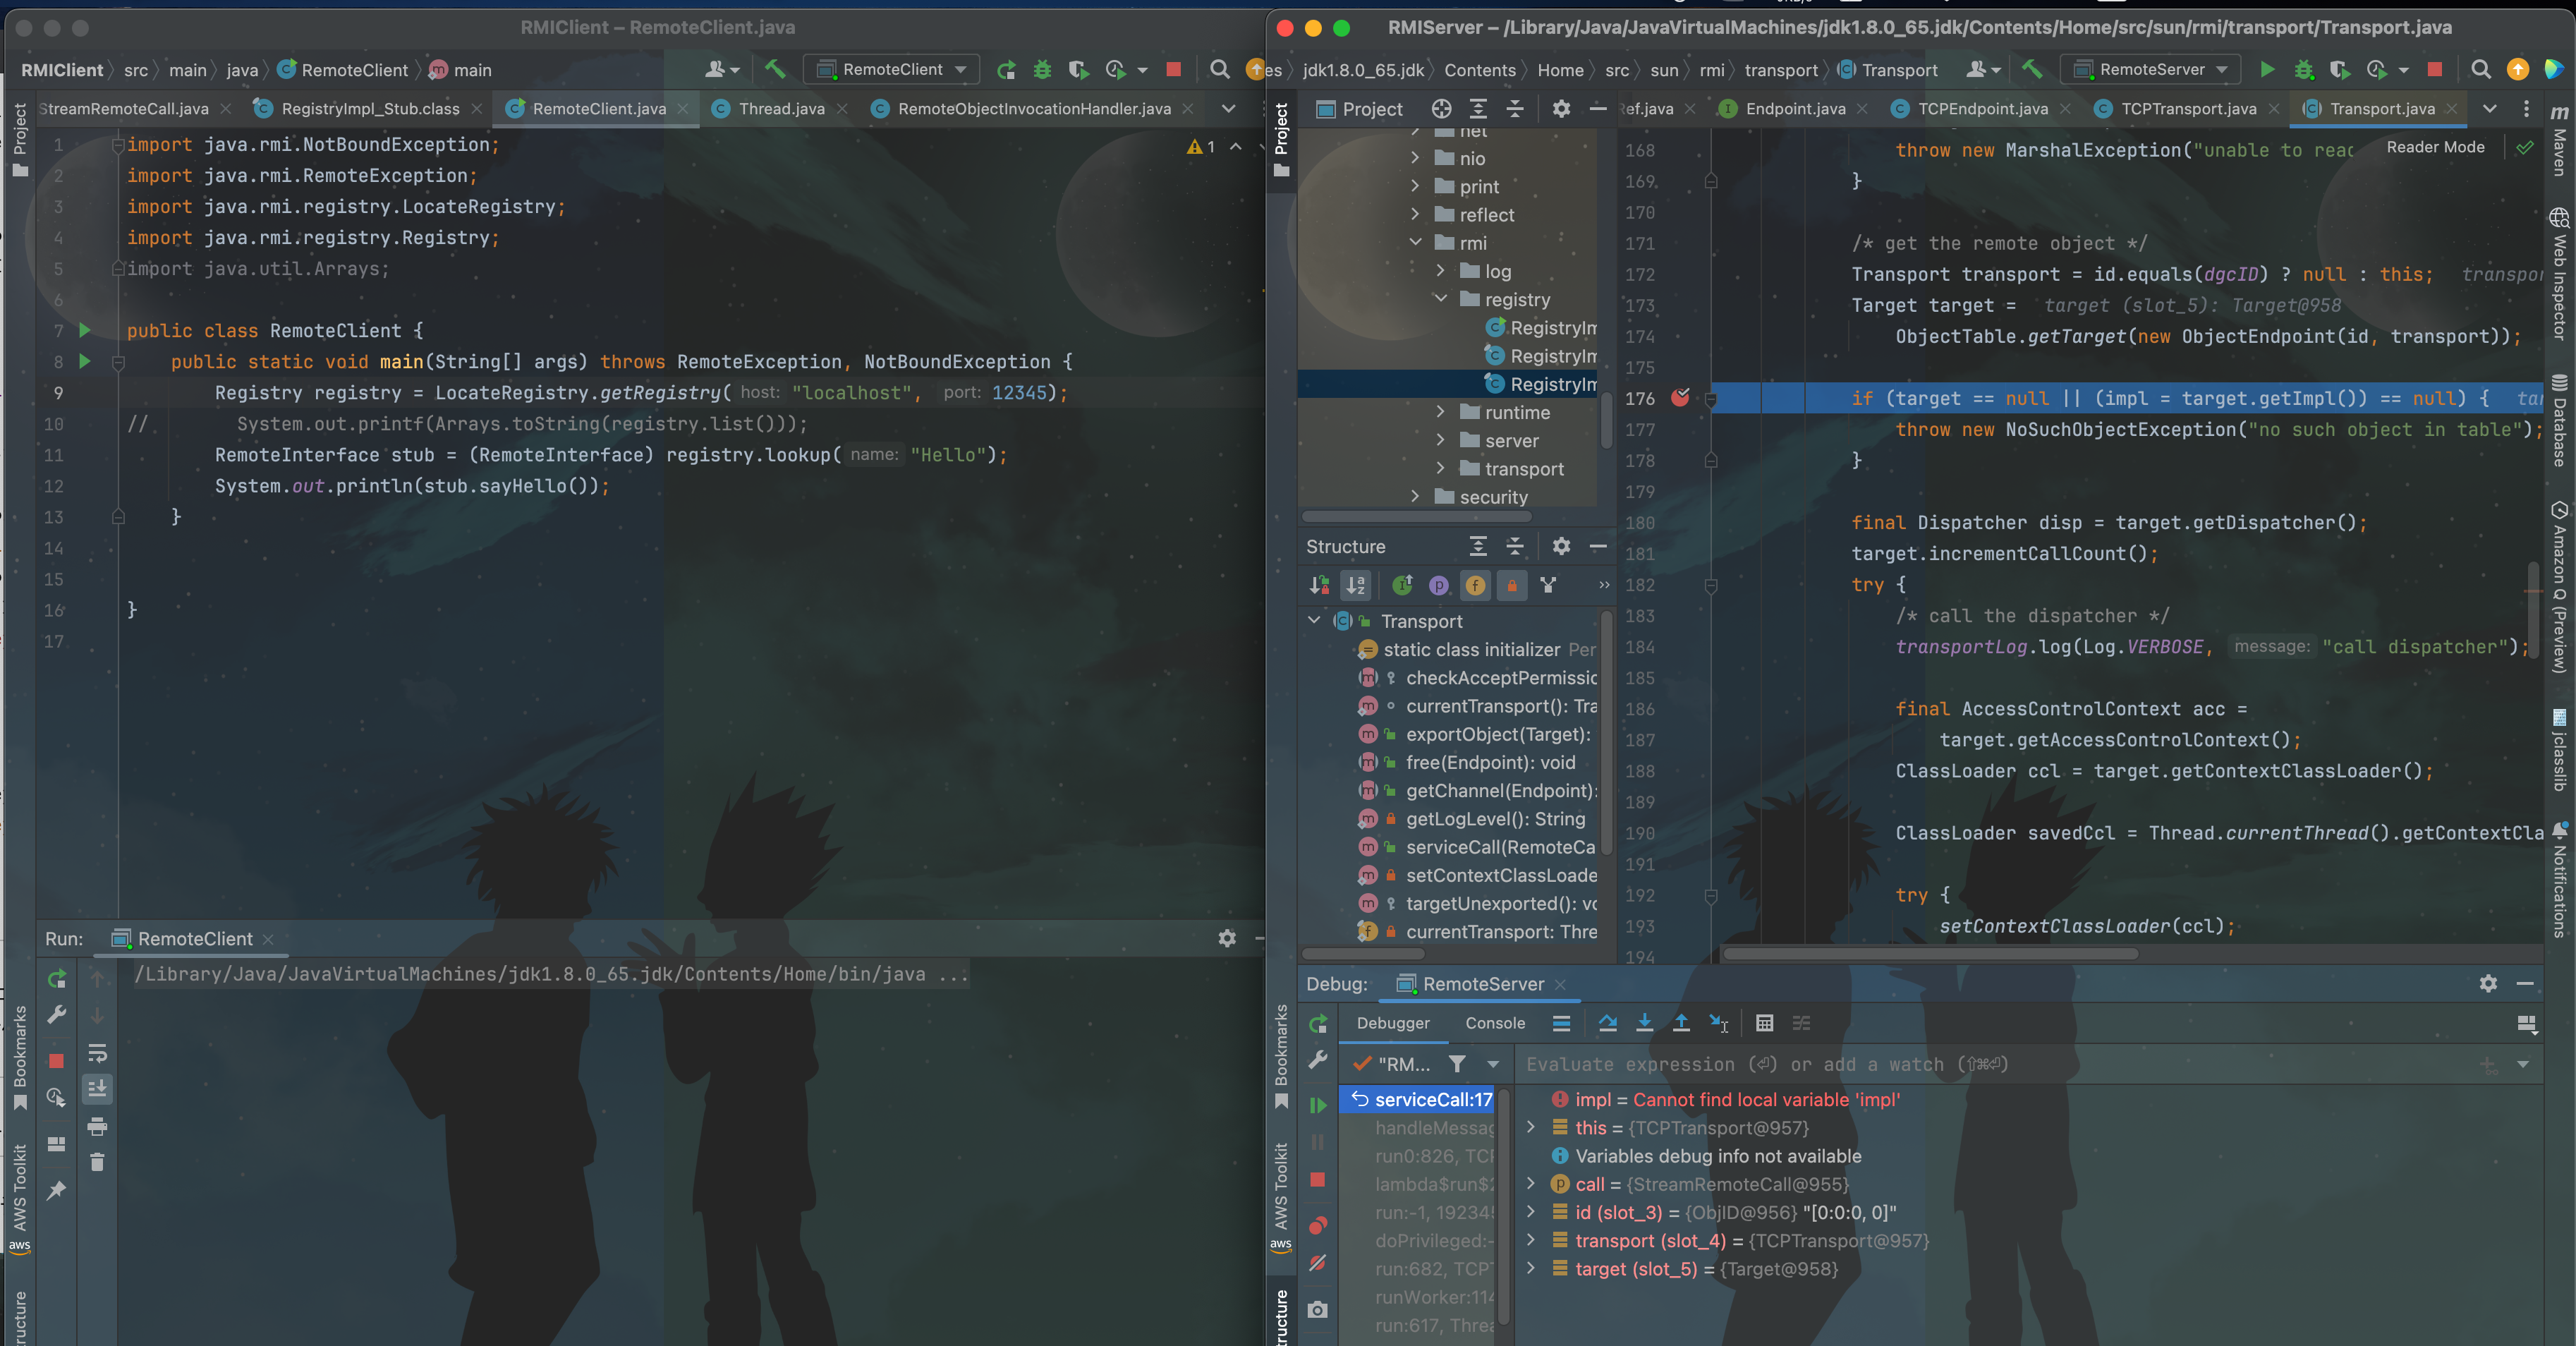 RMIClient – RemoteClient.java
RMIClient
src
main
java
RemoteClient
main
RemoteClient
StreamRemoteCall.java
RegistryImpl_Stub.class
RemoteClient.java
Thread.java
RemoteObjectInvocationHandler.java
Project
1 import java.rmi.NotBoundException;
1
2 import java.rmi.RemoteException;
3 import java.rmi.registry.LocateRegistry;
4 import java.rmi.registry.Registry;
5 import java.util.Arrays;
6
7 public class RemoteClient {
8 public static void main(String[] args) throws RemoteException, NotBoundException {
9 Registry registry = LocateRegistry.getRegistry( host: "localhost", port: 12345);
10 // System.out.printf(Arrays.toString(registry.list()));
11 RemoteInterface stub = (RemoteInterface) registry.lookup( name: "Hello");
12 System.out.println(stub.sayHello());
13 }
14
15
16 }
17
Run:
RemoteClient
/Library/Java/JavaVirtualMachines/jdk1.8.0_65.jdk/Contents/Home/bin/java ...
Bookmarks
AWS Toolkit
aws
ructure
RMIServer – /Library/Java/JavaVirtualMachines/jdk1.8.0_65.jdk/Contents/Home/src/sun/rmi/transport/Transport.java
es
jdk1.8.0_65.jdk
Contents
Home
src
sun
rmi
transport
Transport
RemoteServer
Project
Project
Ref.java
Endpoint.java
TCPEndpoint.java
TCPTransport.java
Transport.java
net
nio
print
reflect
rmi
log
registry
RegistryIm
RegistryIm
RegistryIm
runtime
server
transport
security
Structure
Transport
static class initializer Per
checkAcceptPermissic
currentTransport(): Tra
exportObject(Target):
free(Endpoint): void
getChannel(Endpoint):
getLogLevel(): String
serviceCall(RemoteCa
setContextClassLoade
targetUnexported(): vo
currentTransport: Thre
Reader Mode
168 throw new MarshalException("unable to read
169 }
170
171 /* get the remote object */
172 Transport transport = id.equals(dgcID) ? null : this; transpor
173 Target target = target (slot_5): Target@958
174 ObjectTable.getTarget(new ObjectEndpoint(id, transport));
175
176 if (target == null || (impl = target.getImpl()) == null) { tar
177 throw new NoSuchObjectException("no such object in table");
178 }
179
180 final Dispatcher disp = target.getDispatcher();
181 target.incrementCallCount();
182 try {
183 /* call the dispatcher */
184 transportLog.log(Log.VERBOSE, message: "call dispatcher");
185
186 final AccessControlContext acc =
187 target.getAccessControlContext();
188 ClassLoader ccl = target.getContextClassLoader();
189
190 ClassLoader savedCcl = Thread.currentThread().getContextCla
191
192 try {
193 setContextClassLoader(ccl);
194
Maven
Web Inspector
Database
Amazon Q (Preview)
jclasslib
Notifications
Debug:
RemoteServer
Debugger
Console
"RM...
Evaluate expression (⏎) or add a watch (⇧⌘⏎)
serviceCall:17
handleMessag
run0:826, TCP
lambda$run$
run:-1, 192345
doPrivileged:-
run:682, TCPT
runWorker:114
run:617, Threa
impl = Cannot find local variable 'impl'
this = {TCPTransport@957}
Variables debug info not available
call = {StreamRemoteCall@955}
id (slot_3) = {ObjID@956} "[0:0:0, 0]"
transport (slot_4) = {TCPTransport@957}
target (slot_5) = {Target@958}
Bookmarks
AWS Toolkit
aws
ructure